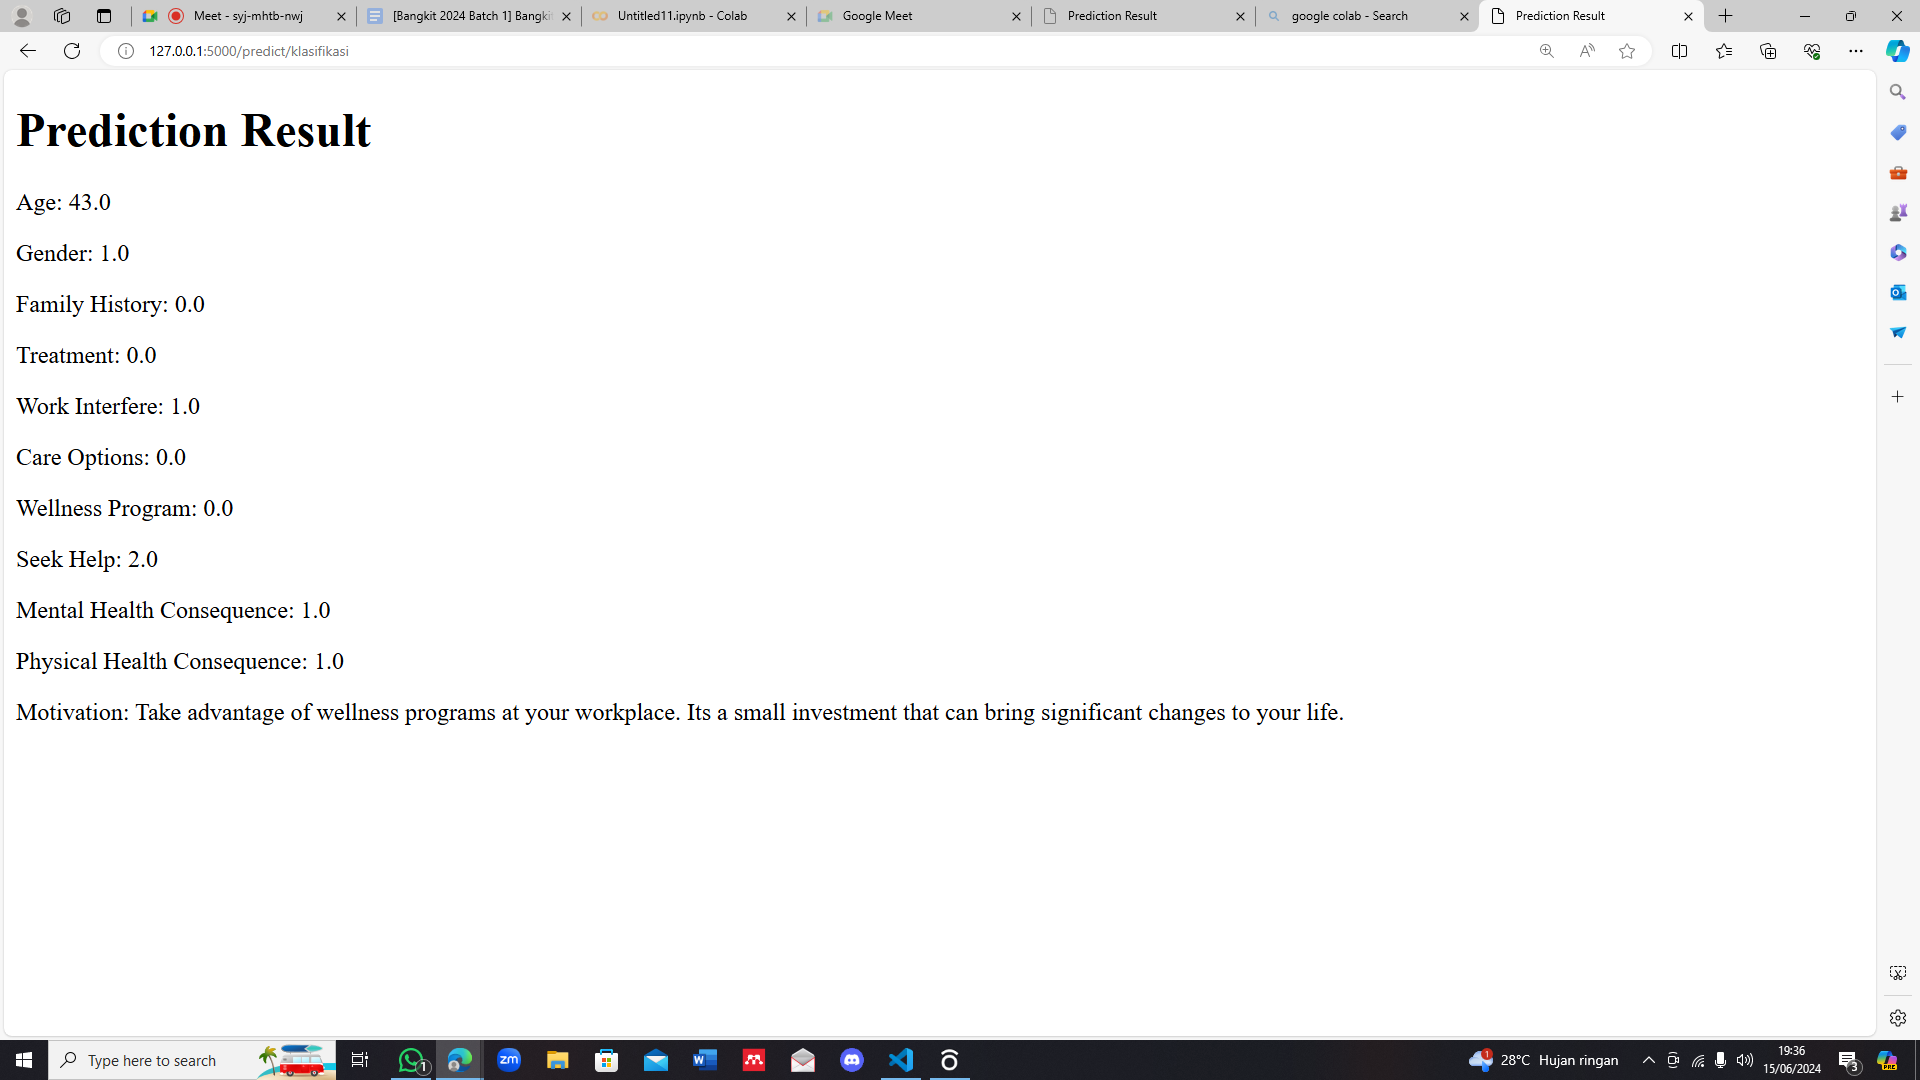 Meet - syj-mhtb-nwj
[Bangkit 2024 Batch 1] Bangki
Untitled11.ipynb - Colab
Google Meet
Prediction Result
google colab - Search
Prediction Result
127.0.0.1:5000/predict/klasifikasi
Prediction Result
Age: 43.0
Gender: 1.0
Family History: 0.0
Treatment: 0.0
Work Interfere: 1.0
Care Options: 0.0
Wellness Program: 0.0
Seek Help: 2.0
Mental Health Consequence: 1.0
Physical Health Consequence: 1.0
Motivation: Take advantage of wellness programs at your workplace. Its a small investment that can bring significant changes to your life.
Type here to search
1
zm
1
28°C Hujan ringan
19:36
15/06/2024
3
PRE